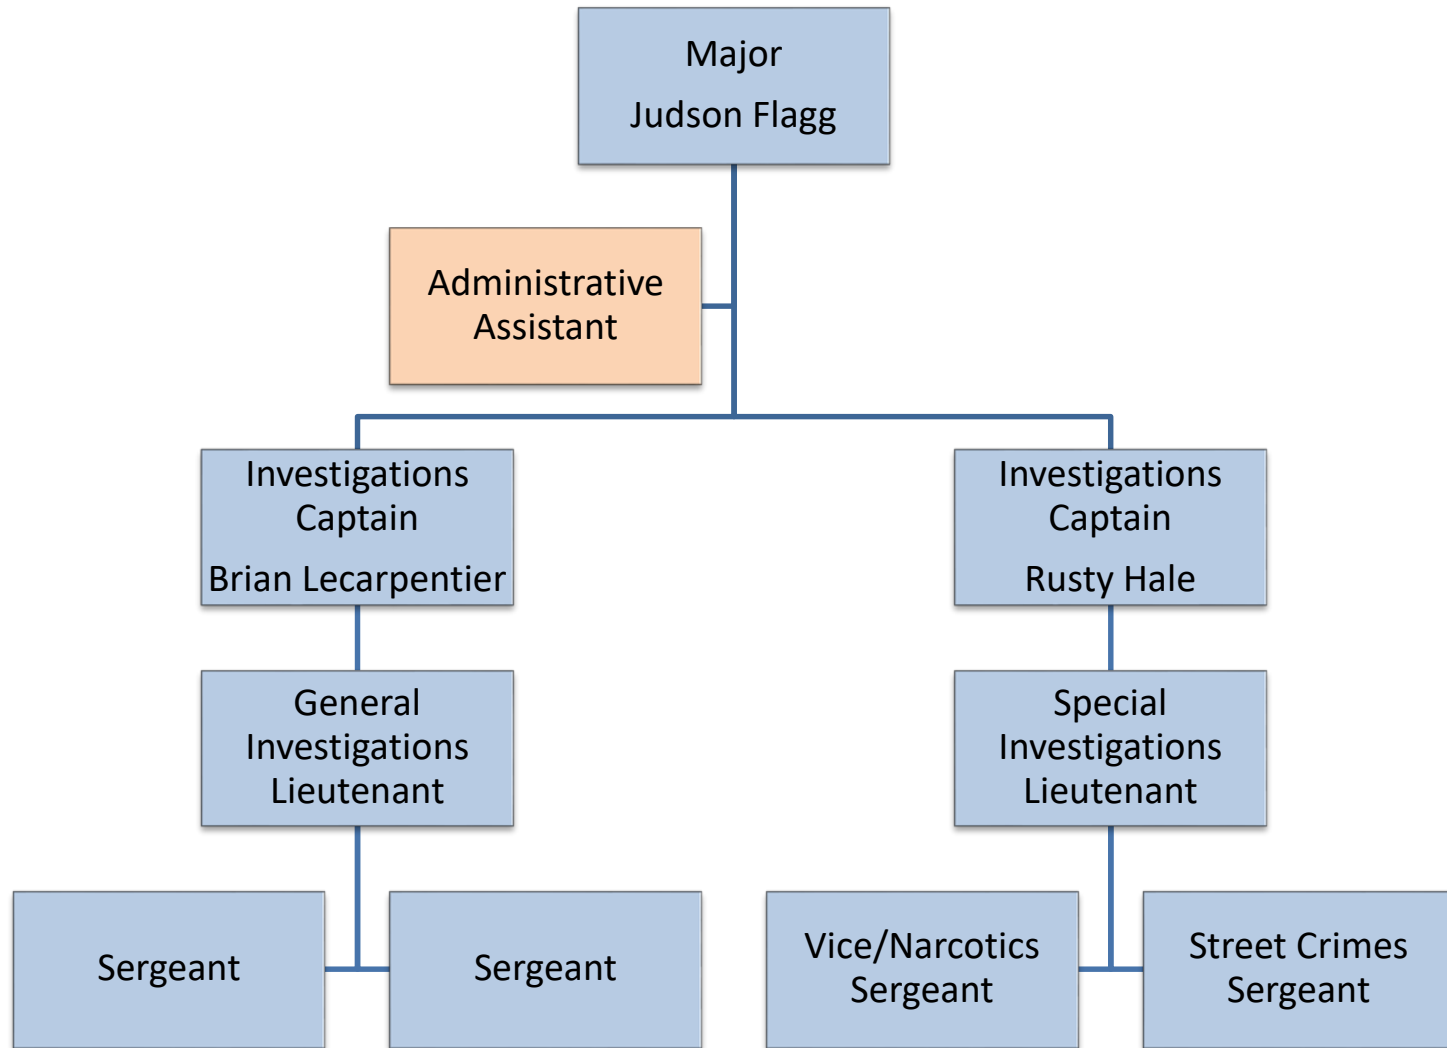 Major
Judson Flagg
Administrative
Assistant
Investigations
Captain
Brian Lecarpentier
Investigations
Captain
Rusty Hale
General
Investigations
Lieutenant
Special
Investigations
Lieutenant
Sergeant
Sergeant
Vice/Narcotics
Sergeant
Street Crimes
Sergeant